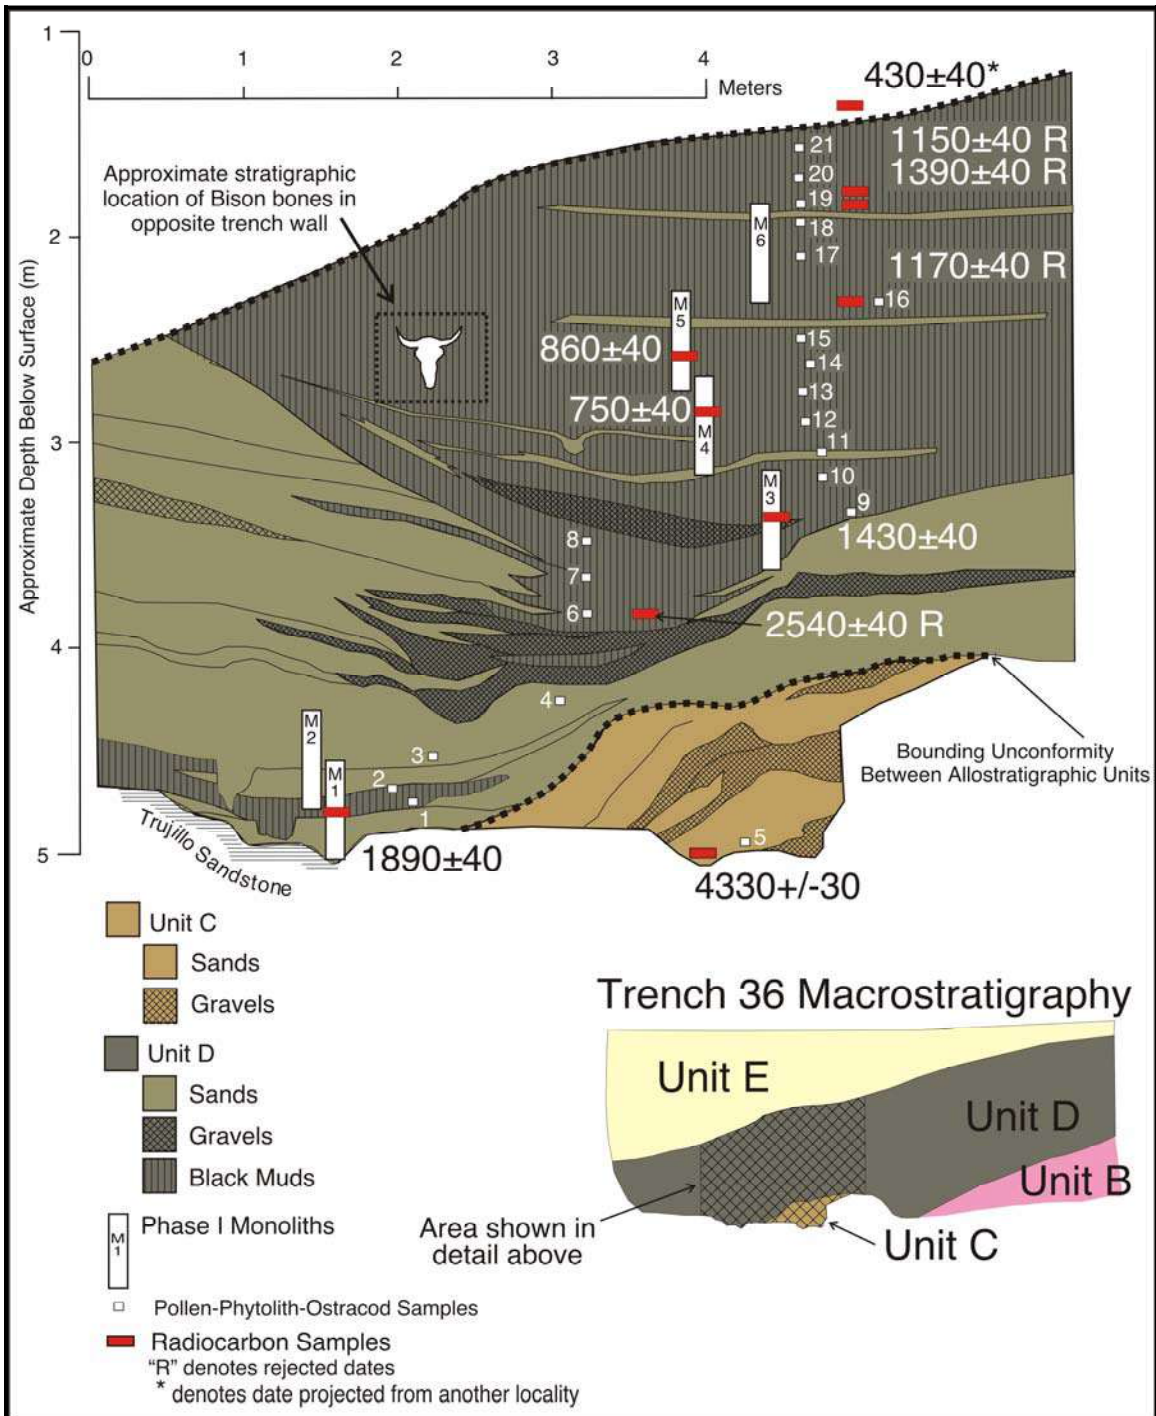 1
0
1
2
3
4
Meters
430±40*
1150±40 R
1390±40 R
Approximate stratigraphic
location of Bison bones in
opposite trench wall
21
20
19
18
17
M
6
2
1170±40 R
16
M
5
860±40
15
14
13
750±40
12
M
4
3
11
10
M
3
9
1430±40
8
7
6
2540±40 R
Approximate Depth Below Surface (m)
4
4
M
2
3
M
1
2
1
Bounding Unconformity
Between Allostratigraphic Units
Trujillo Sandstone
5
1890±40
5
4330+/-30
Unit C
Sands
Gravels
Unit D
Sands
Gravels
Black Muds
M
1
Phase I Monoliths
Pollen-Phytolith-Ostracod Samples
Radiocarbon Samples
"R" denotes rejected dates
* denotes date projected from another locality
Trench 36 Macrostratigraphy
Unit E
Unit D
Unit B
Area shown in
detail above
Unit C